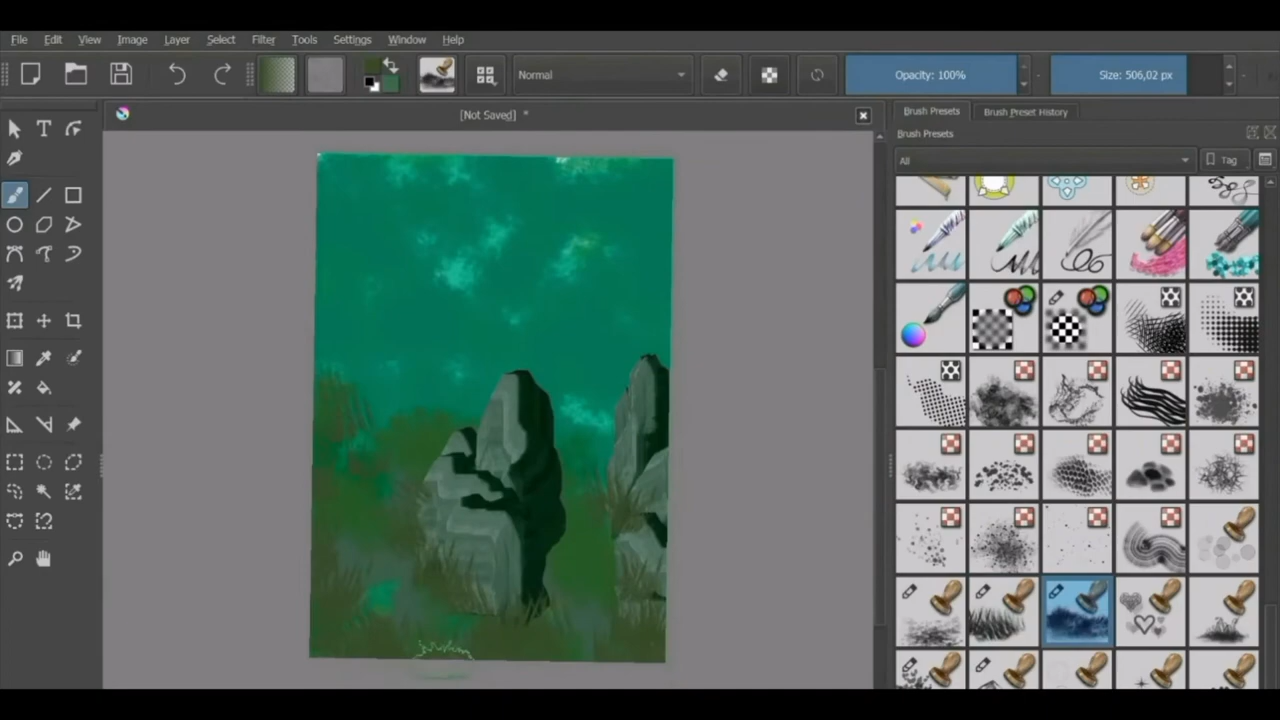 File Edit View Image Layer Select Filter Tools Settings Window Help
Normal Opacity: 100% Size: 506,02 px
[Not Saved] *
Brush Presets Brush Preset History
Brush Presets
All Tag